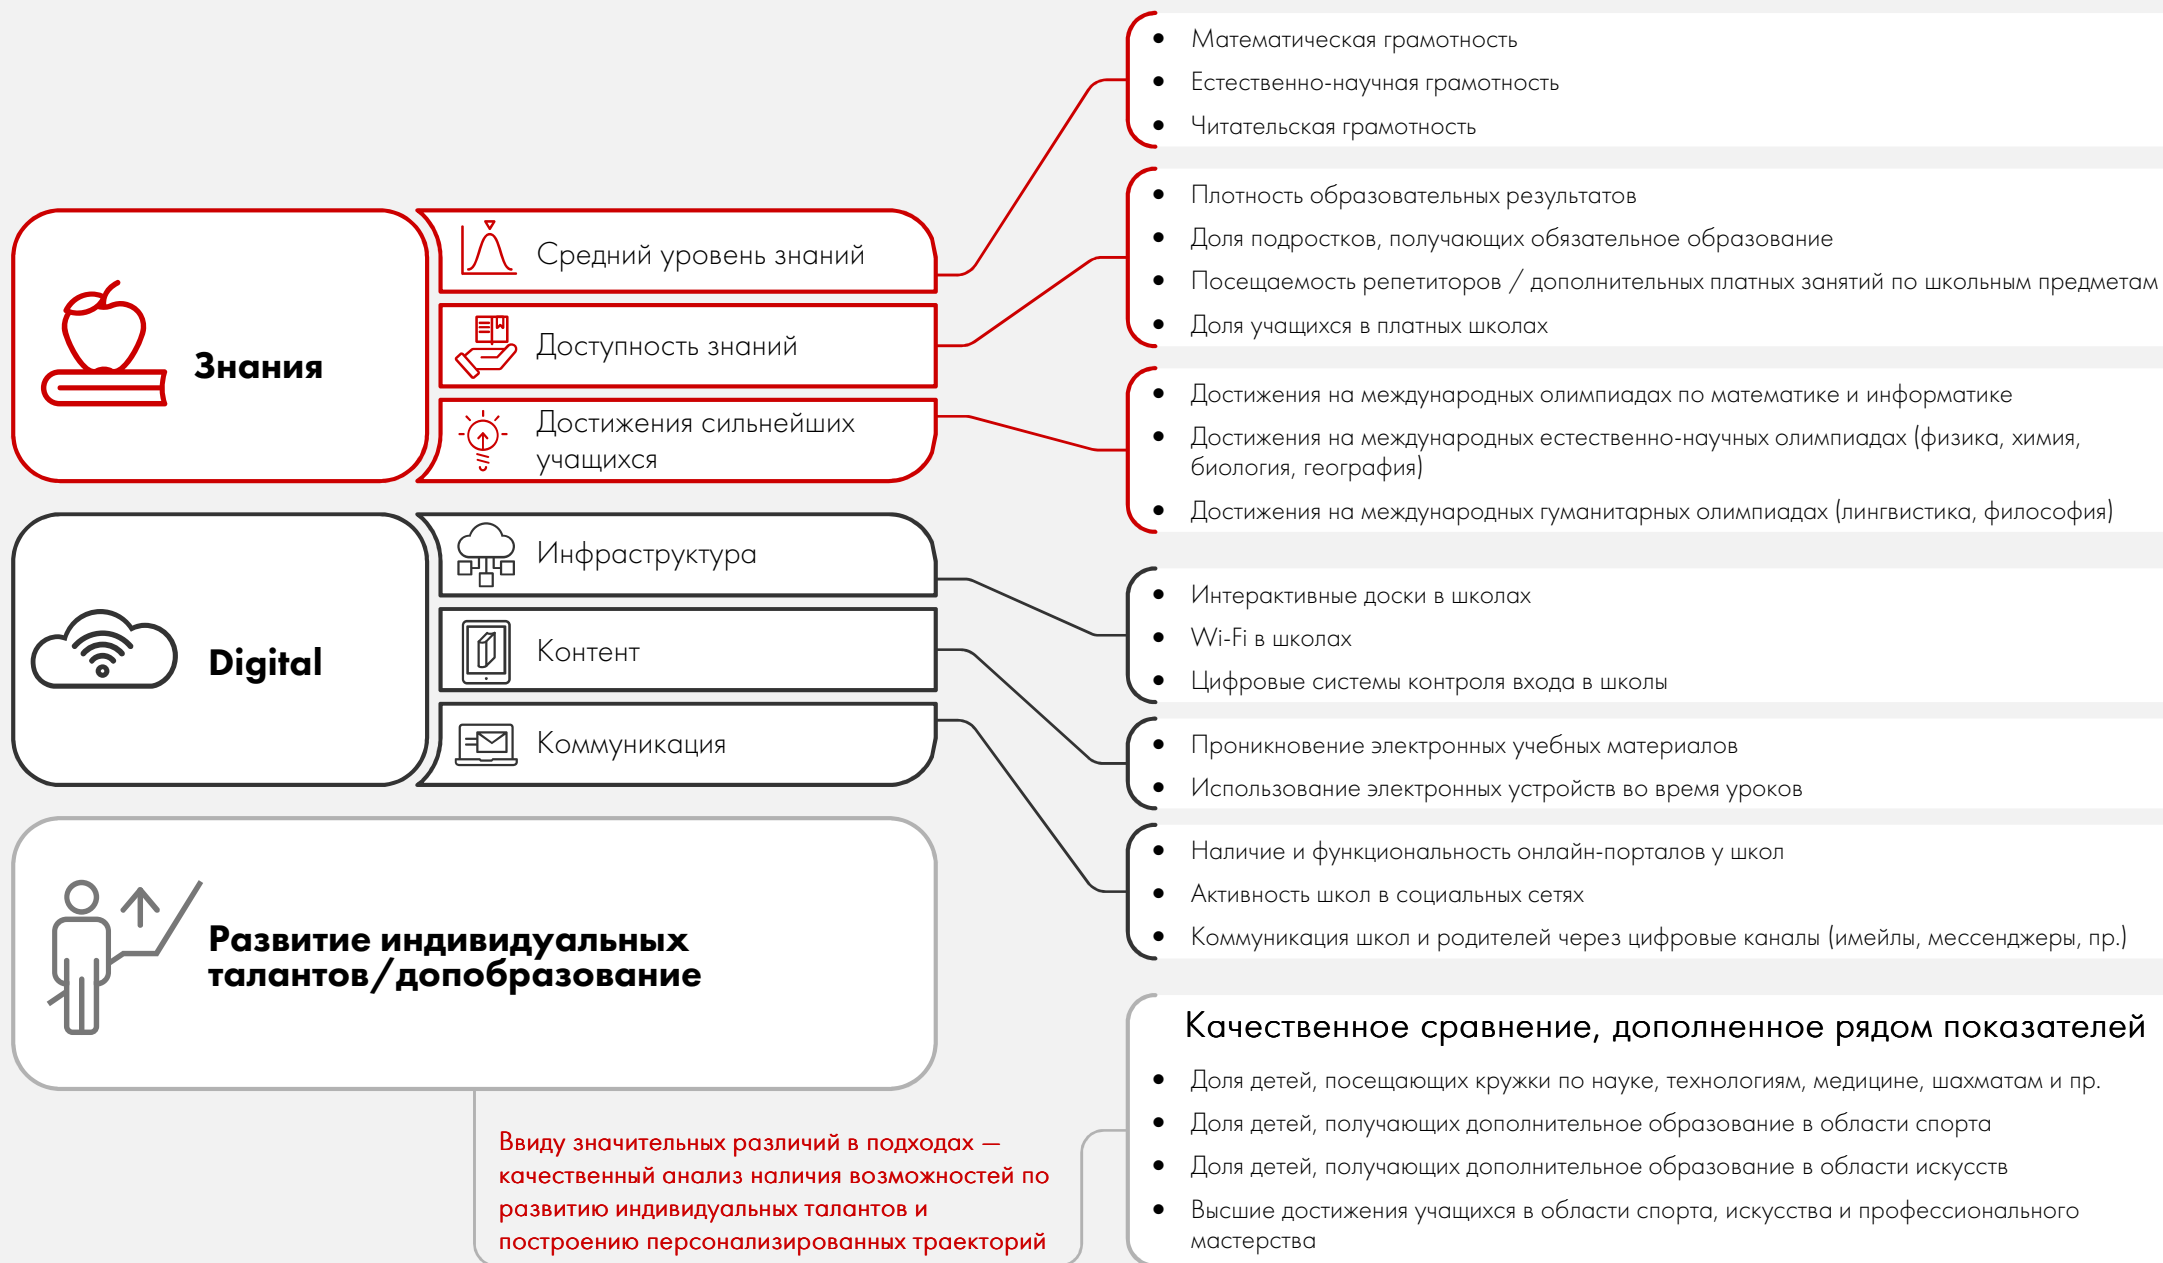 Знания
Средний уровень знаний
Математическая грамотность
Естественно-научная грамотность
Читательская грамотность
Доступность знаний
Плотность образовательных результатов
Доля подростков, получающих обязательное образование
Посещаемость репетиторов / дополнительных платных занятий по школьным предметам
Доля учащихся в платных школах
Достижения сильнейших
учащихся
Достижения на международных олимпиадах по математике и информатике
Достижения на международных естественно-научных олимпиадах (физика, химия,
биология, география)
Достижения на международных гуманитарных олимпиадах (лингвистика, философия)
Digital
Инфраструктура
Интерактивные доски в школах
Wi-Fi в школах
Цифровые системы контроля входа в школы
Контент
Проникновение электронных учебных материалов
Использование электронных устройств во время уроков
Коммуникация
Наличие и функциональность онлайн-порталов у школ
Активность школ в социальных сетях
Коммуникация школ и родителей через цифровые каналы (имейлы, мессенджеры, пр.)
Развитие индивидуальных
талантов/допобразование
Ввиду значительных различий в подходах —
качественный анализ наличия возможностей по
развитию индивидуальных талантов и
построению персонализированных траекторий
Качественное сравнение, дополненное рядом показателей
Доля детей, посещающих кружки по науке, технологиям, медицине, шахматам и пр.
Доля детей, получающих дополнительное образование в области спорта
Доля детей, получающих дополнительное образование в области искусств
Высшие достижения учащихся в области спорта, искусства и профессионального
мастерства